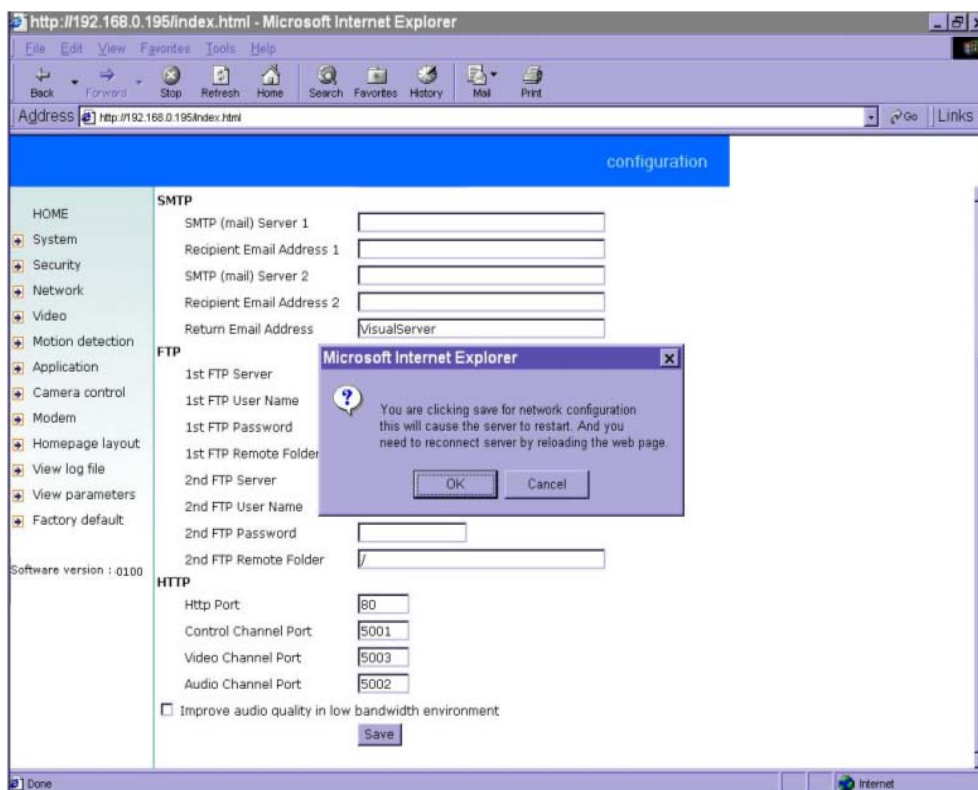 http://192.168.0.195/index.html - Microsoft Internet Explorer
File Edit View Favorites Tools Help
Back Forward Stop Refresh Home Search Favorites History Mail Print
Address http://192.168.0.195/index.html Go Links
configuration
HOME
System
Security
Network
Video
Motion detection
Application
Camera control
Modem
Homepage layout
View log file
View parameters
Factory default
Software version : 0100
SMTP
SMTP (mail) Server 1
Recipient Email Address 1
SMTP (mail) Server 2
Recipient Email Address 2
Return Email Address VisualServer
FTP
1st FTP Server
1st FTP User Name
1st FTP Password
1st FTP Remote Folder
2nd FTP Server
2nd FTP User Name
2nd FTP Password
2nd FTP Remote Folder /
HTTP
Http Port 80
Control Channel Port 5001
Video Channel Port 5003
Audio Channel Port 5002
Improve audio quality in low bandwidth environment
Save
Microsoft Internet Explorer
You are clicking save for network configuration
this will cause the server to restart. And you
need to reconnect server by reloading the web page.
OK Cancel
Done Internet